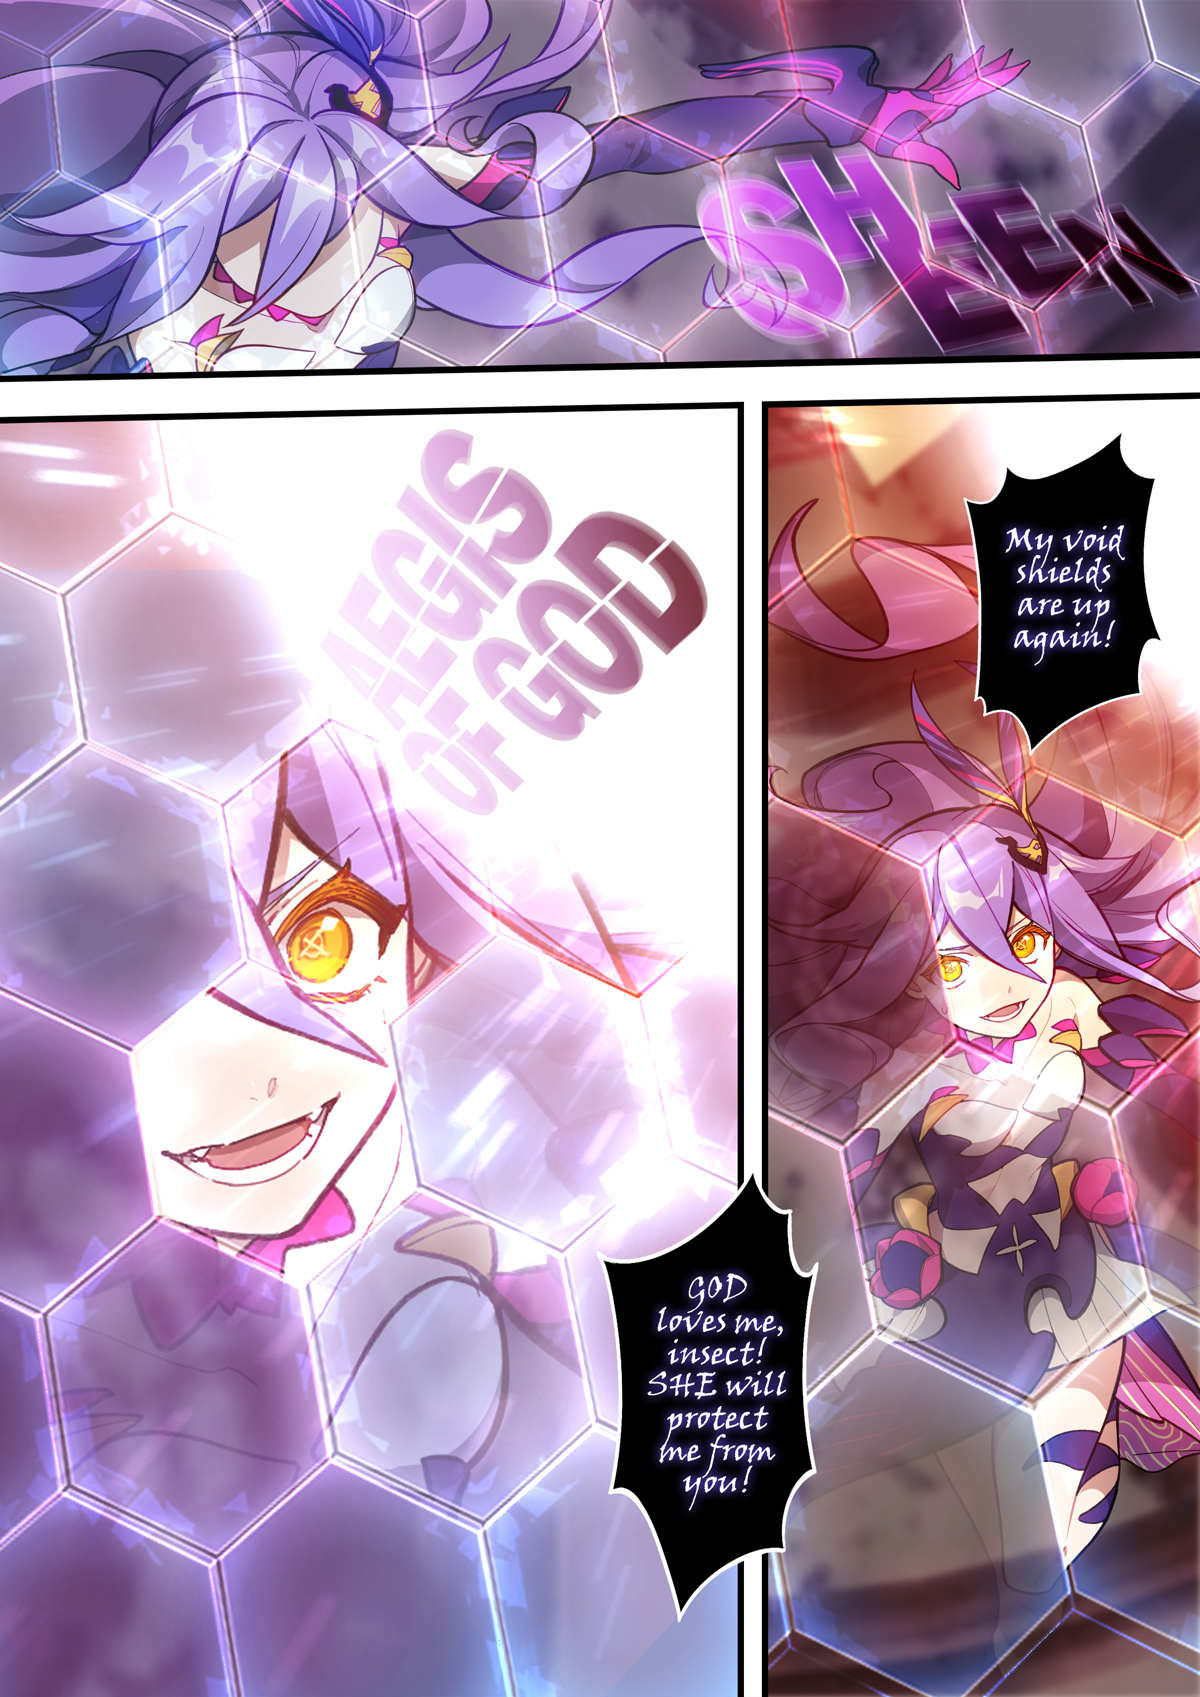 SHEEN
My void
shields
are up
again!
AEGIS
OF GOD
GOD
loves me,
insect!
SHE will
protect
me from
you!